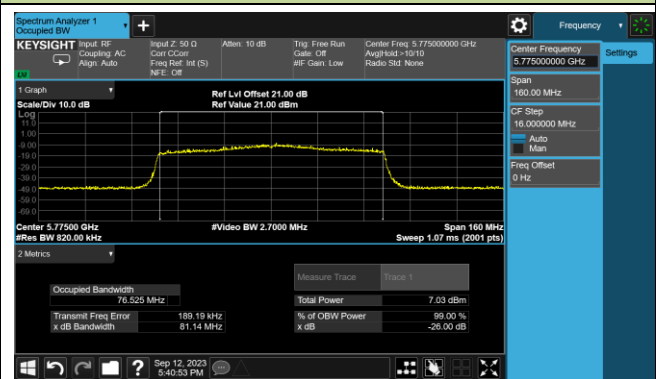 Spectrum Analyzer 1
Occupied BW
Frequency
KEYSIGHT
Input: RF
Coupling: AC
Align: Auto
Input Z: 50 Ω
Corr CCorr
Freq Ref: Int (S)
NFE: Off
Atten: 10 dB
Trig: Free Run
Gate: Off
#IF Gain: Low
Center Freq: 5.775000000 GHz
Avg|Hold:>10/10
Radio Std: None
LXI
Center Frequency
5.775000000 GHz
Settings
Span
160.00 MHz
CF Step
16.000000 MHz
Auto
Man
Freq Offset
0 Hz
1 Graph
Scale/Div 10.0 dB
Ref Lvl Offset 21.00 dB
Ref Value 21.00 dBm
Log
11.0
1.00
-9.00
-19.0
-29.0
-39.0
-49.0
-59.0
-69.0
Center 5.77500 GHz
#Res BW 820.00 kHz
#Video BW 2.7000 MHz
Span 160 MHz
Sweep 1.07 ms (2001 pts)
2 Metrics
Measure Trace
Trace 1
Occupied Bandwidth
76.525 MHz
Total Power
7.03 dBm
Transmit Freq Error
189.19 kHz
% of OBW Power
99.00 %
x dB Bandwidth
81.14 MHz
x dB
-26.00 dB
?
Sep 12, 2023
5:40:53 PM